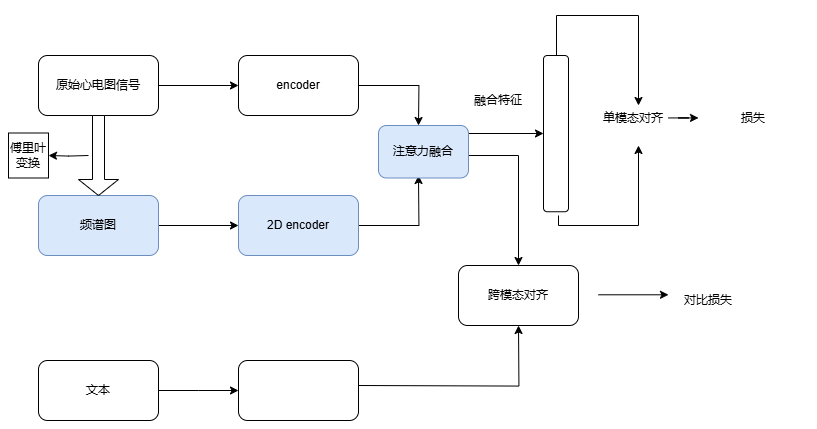 原始心电图信号
encoder
融合特征
单模态对齐
损失
傅里叶
变换
注意力融合
频谱图
2D encoder
跨模态对齐
对比损失
文本